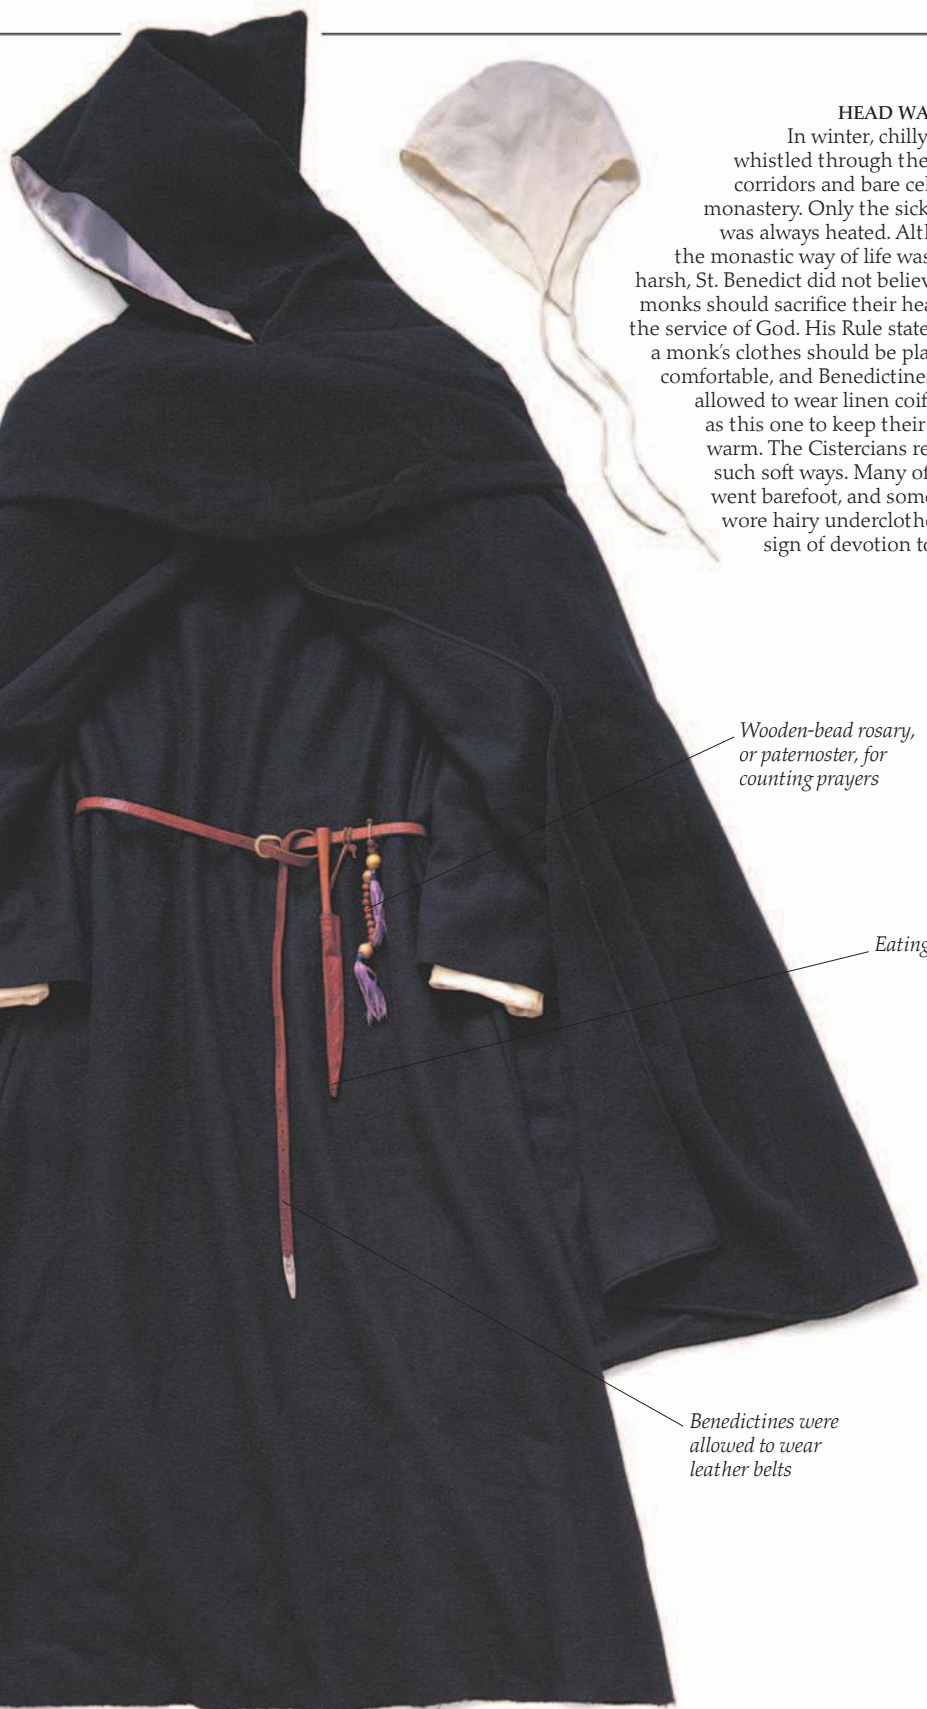 HEAD WA
In winter, chilly
whistled through the
corridors and bare cel
monastery. Only the sick
was always heated. Alt
the monastic way of life was
harsh, St. Benedict did not believ
monks should sacrifice their hea
the service of God. His Rule state
a monk's clothes should be pla
comfortable, and Benedictine
allowed to wear linen coif
as this one to keep their
warm. The Cistercians re
such soft ways. Many of
went barefoot, and some
wore hairy underclothe
sign of devotion to
Wooden-bead rosary,
or paternoster, for
counting prayers
Eating
Benedictines were
allowed to wear
leather belts